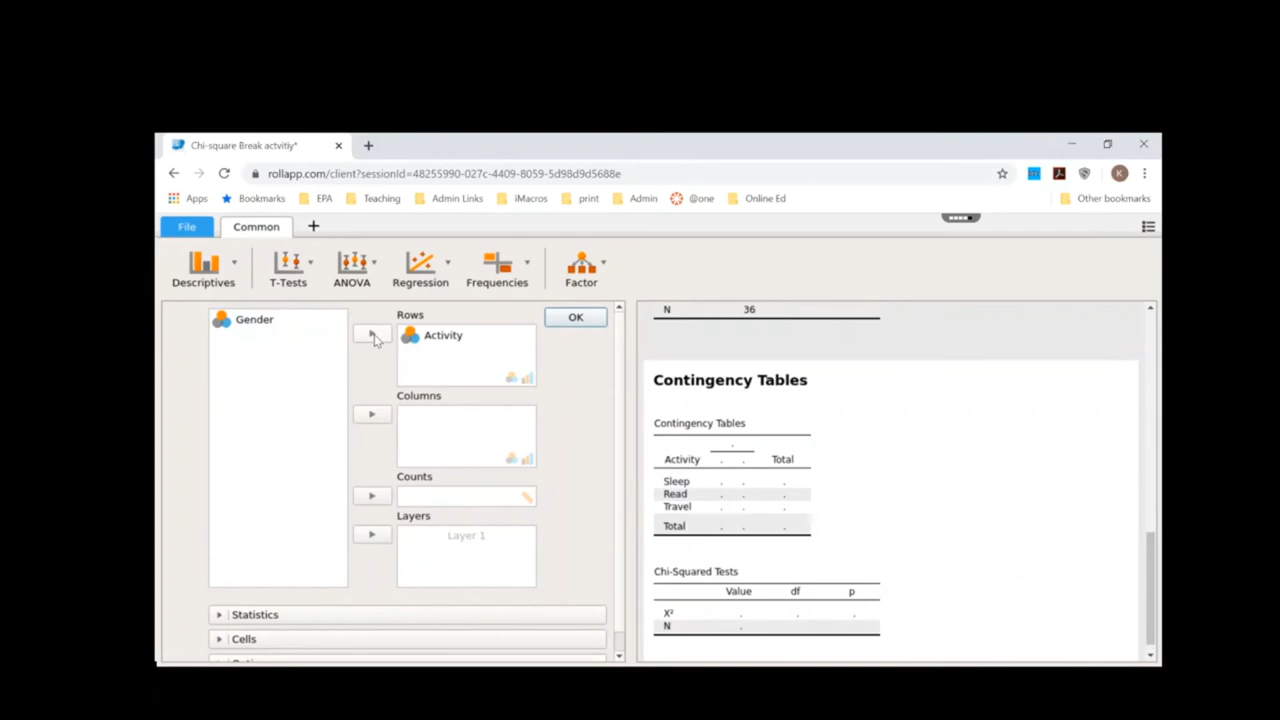 Chi-square Break actvitiy*
rollapp.com/client?sessionId=48255990-027c-4409-8059-5d98d9d5688e
K
Apps Bookmarks EPA Teaching Admin Links iMacros print Admin @one Online Ed Other bookmarks
File Common
Descriptives T-Tests ANOVA Regression Frequencies Factor
Gender
Rows
OK
Activity
Columns
Counts
Layers
Layer 1
Statistics
Cells
N 36
Contingency Tables
Contingency Tables
.
Activity . . Total
Sleep . . .
Read . . .
Travel . . .
Total . . .
Chi-Squared Tests
Value df p
X² . . .
N .